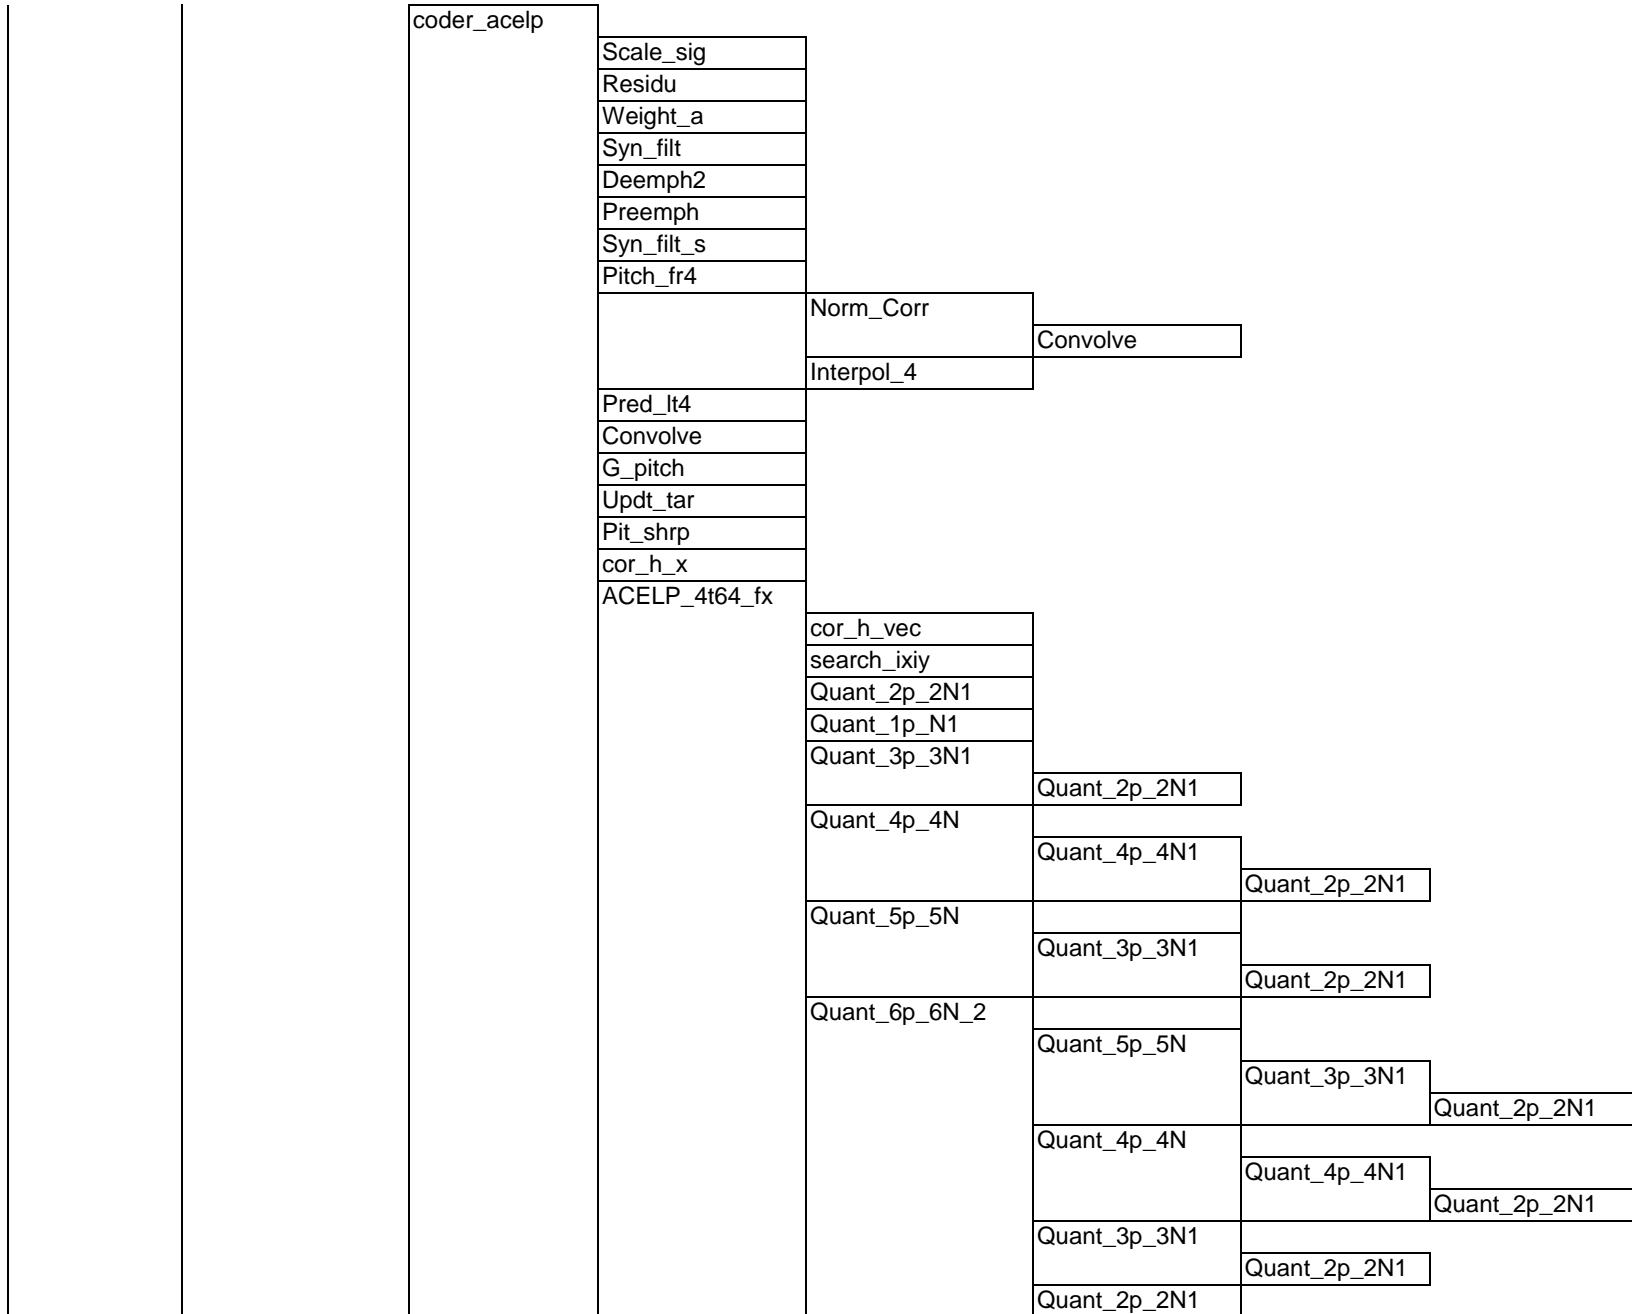 coder_acelp
Scale_sig
Residu
Weight_a
Syn_filt
Deemph2
Preemph
Syn_filt_s
Pitch_fr4
Norm_Corr
Convolve
Interpol_4
Pred_lt4
Convolve
G_pitch
Updt_tar
Pit_shrp
cor_h_x
ACELP_4t64_fx
cor_h_vec
search_ixiy
Quant_2p_2N1
Quant_1p_N1
Quant_3p_3N1
Quant_2p_2N1
Quant_4p_4N
Quant_4p_4N1
Quant_2p_2N1
Quant_5p_5N
Quant_3p_3N1
Quant_2p_2N1
Quant_6p_6N_2
Quant_5p_5N
Quant_3p_3N1
Quant_2p_2N1
Quant_4p_4N
Quant_4p_4N1
Quant_2p_2N1
Quant_3p_3N1
Quant_2p_2N1
Quant_2p_2N1